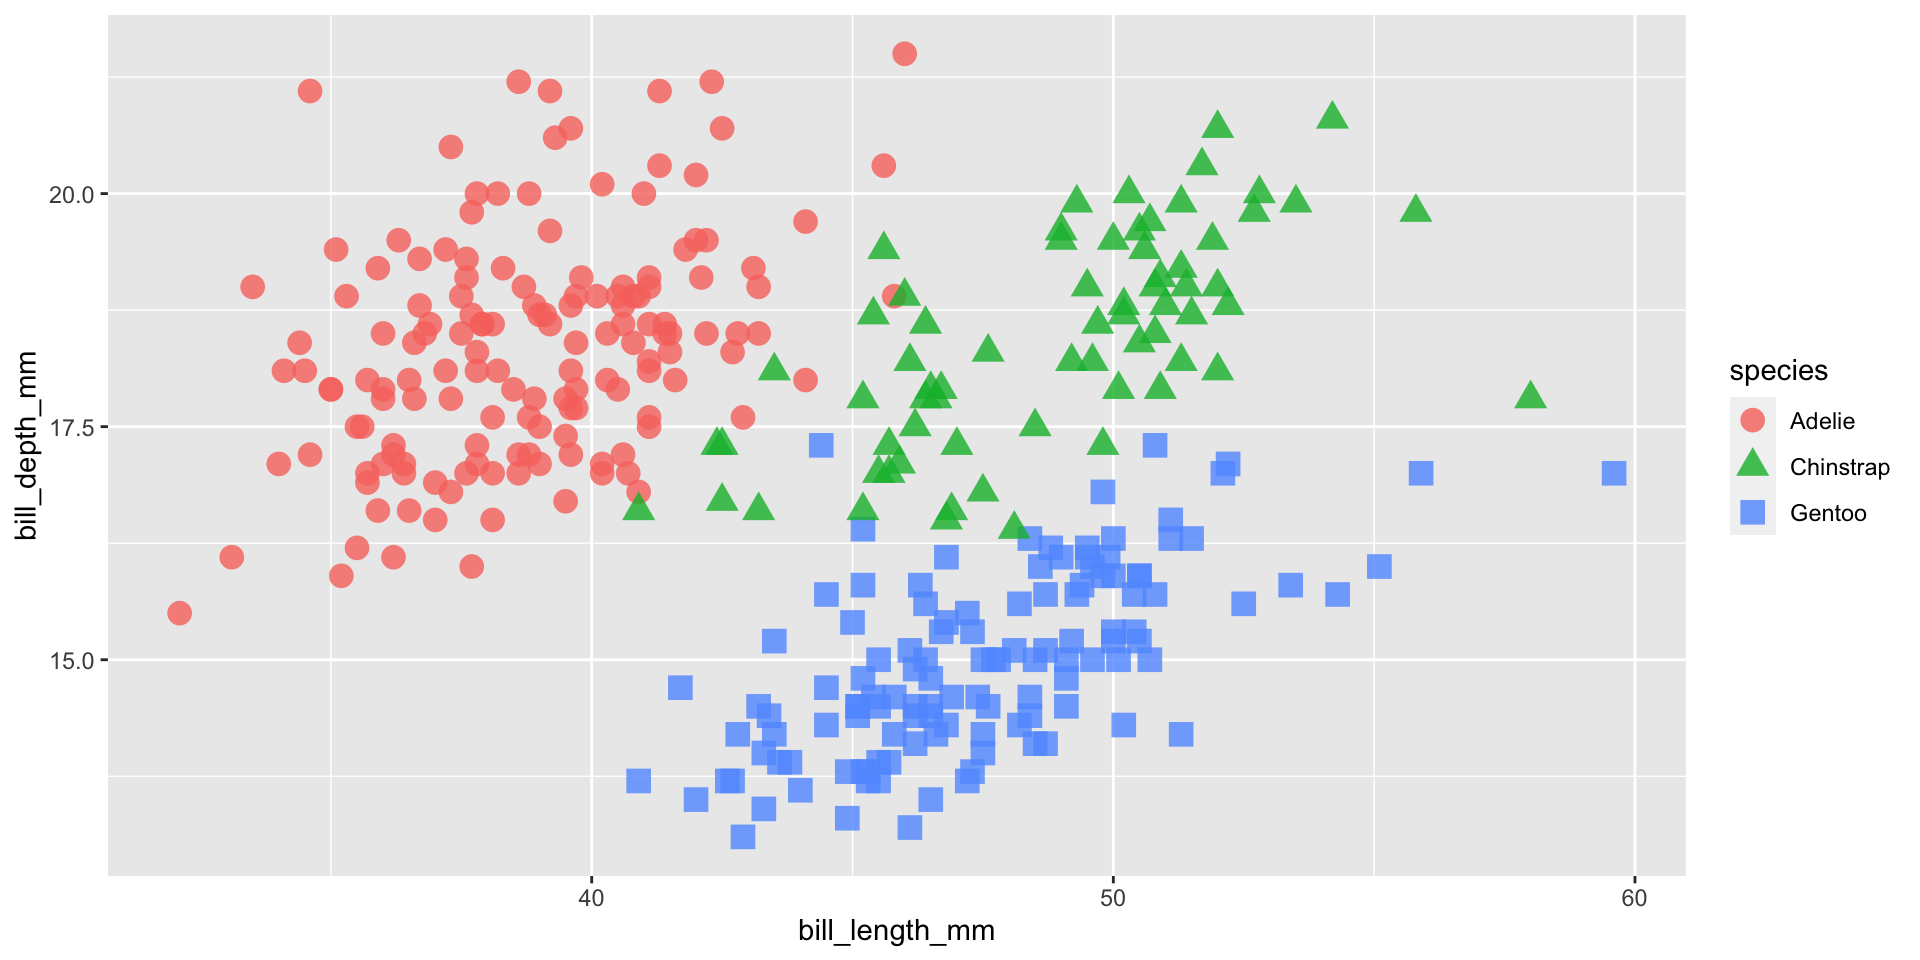 20.0
17.5
15.0
bill_depth_mm
40
50
60
bill_length_mm
species
Adelie
Chinstrap
Gentoo